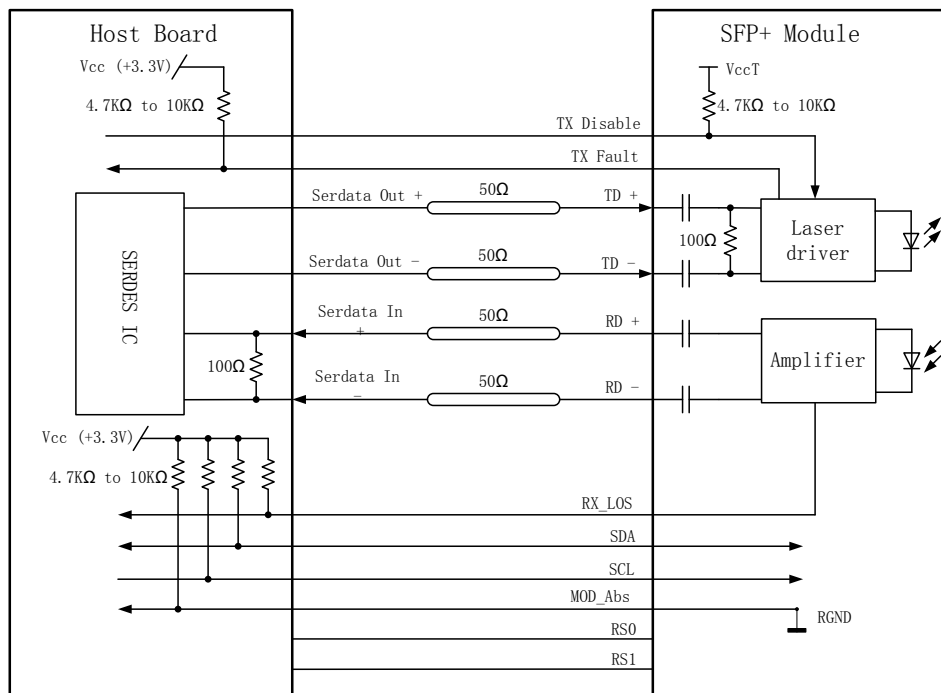 Host Board
SFP+ Module
Vcc (+3.3V)
VccT
4.7KΩ to 10KΩ
4.7KΩ to 10KΩ
TX Disable
TX Fault
Serdata Out +
50Ω
TD +
Laser
driver
100Ω
SERDES IC
Serdata Out -
50Ω
TD -
Serdata In
+
50Ω
RD +
100Ω
Amplifier
Serdata In
-
50Ω
RD -
Vcc (+3.3V)
4.7KΩ to 10KΩ
RX_LOS
SDA
SCL
MOD_Abs
RGND
RS0
RS1